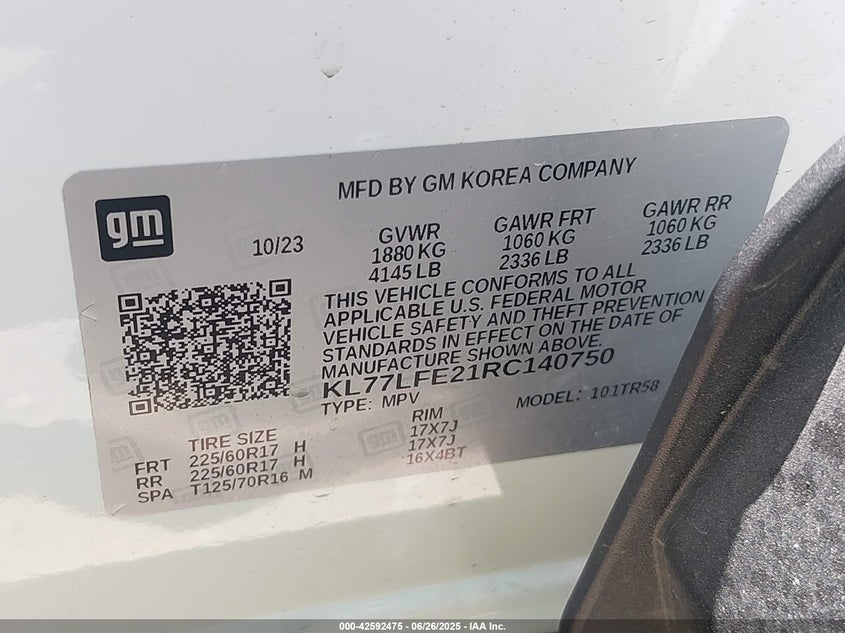 MFD BY GM KOREA COMPANY
gm
10/23
GVWR
1880 KG
4145 LB
GAWR FRT
1060 KG
2336 LB
GAWR RR
1060 KG
2336 LB
THIS VEHICLE CONFORMS TO ALL
APPLICABLE U.S. FEDERAL MOTOR
VEHICLE SAFETY AND THEFT PREVENTION
STANDARDS IN EFFECT ON THE DATE OF
MANUFACTURE SHOWN ABOVE.
KL77LFE21RC140750
TYPE: MPV
MODEL: 101TR58
TIRE SIZE
RIM
FRT 225/60R17 H 17X7J
RR 225/60R17 H 17X7J
SPA T125/70R16 M 16X4BT
000-42592475 - 06/26/2025 - IAA Inc.